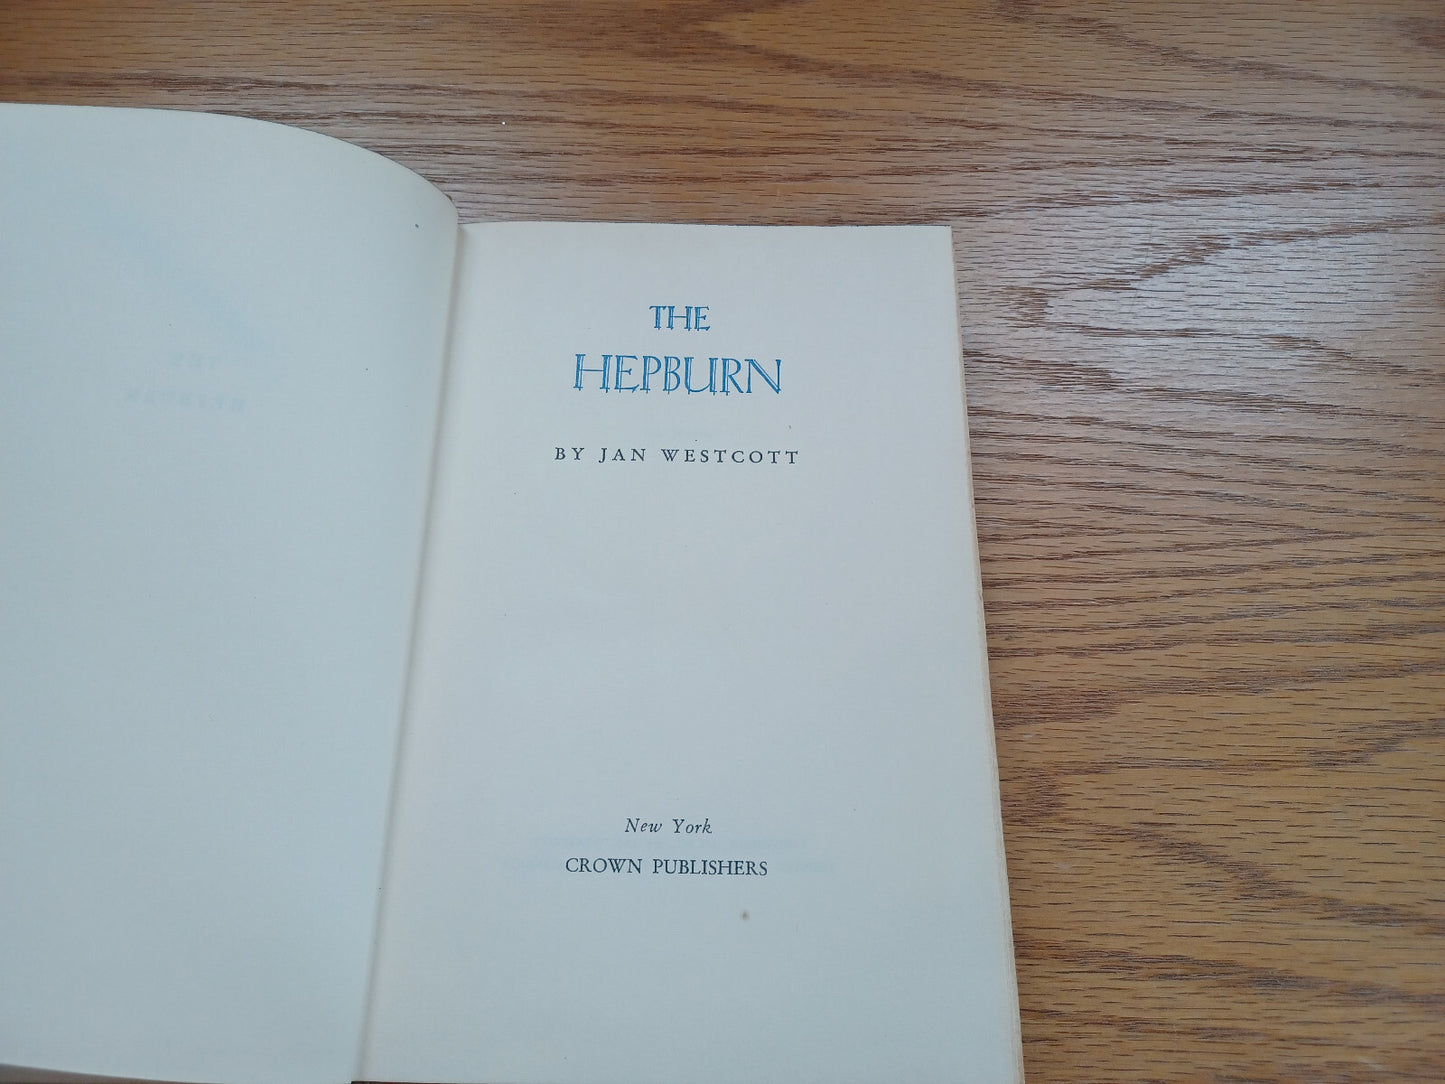 THE
HEPBURN
BY JAN WESTCOTT
New York
CROWN PUBLISHERS